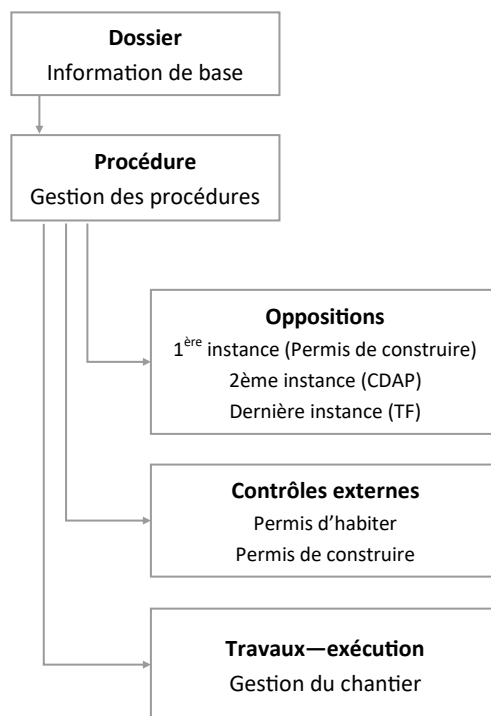 Dossier
Information de base
Procédure
Gestion des procédures
Oppositions
1ère instance (Permis de construire)
2ème instance (CDAP)
Dernière instance (TF)
Contrôles externes
Permis d’habiter
Permis de construire
Travaux—exécution
Gestion du chantier